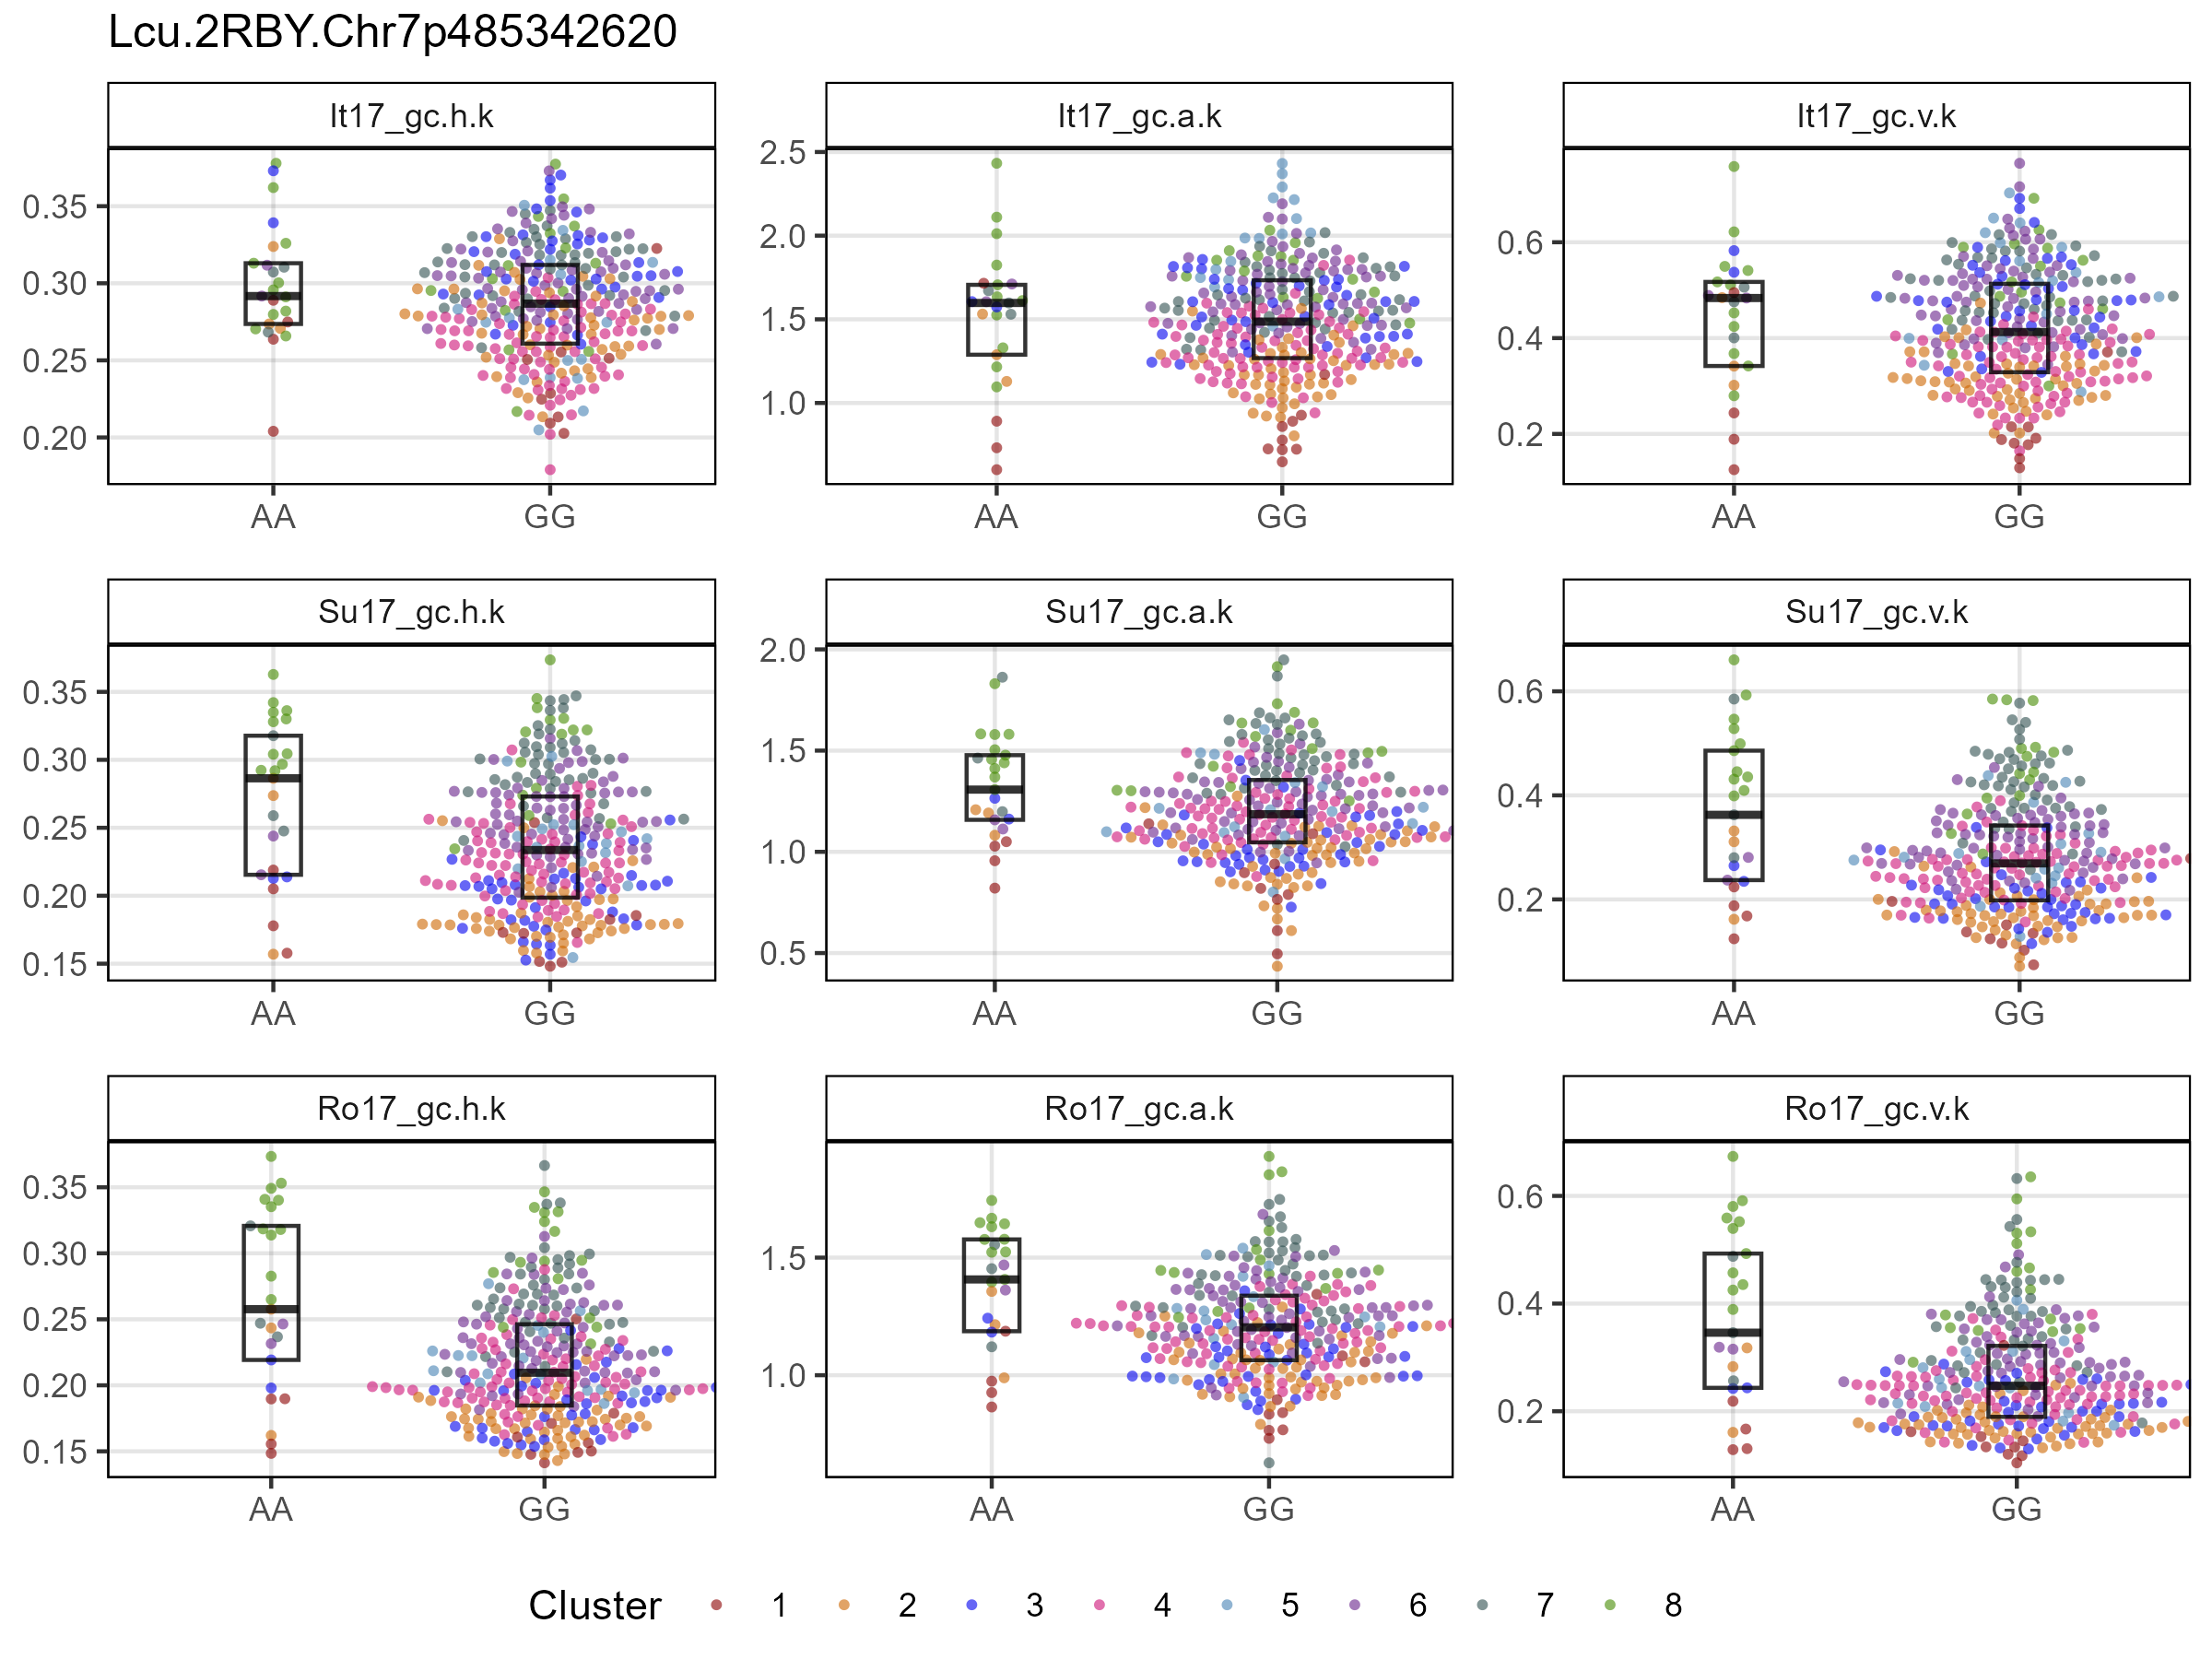 Lcu.2RBY.Chr7p485342620
It17_gc.h.k
It17_gc.a.k
It17_gc.v.k
0.35
0.30
0.25
0.20
2.5
2.0
1.5
1.0
0.6
0.4
0.2
AA GG
AA GG
AA GG
Su17_gc.h.k
Su17_gc.a.k
Su17_gc.v.k
0.35
0.30
0.25
0.20
0.15
2.0
1.5
1.0
0.5
0.6
0.4
0.2
AA GG
AA GG
AA GG
Ro17_gc.h.k
Ro17_gc.a.k
Ro17_gc.v.k
0.35
0.30
0.25
0.20
0.15
1.5
1.0
0.6
0.4
0.2
AA GG
AA GG
AA GG
Cluster 1 2 3 4 5 6 7 8